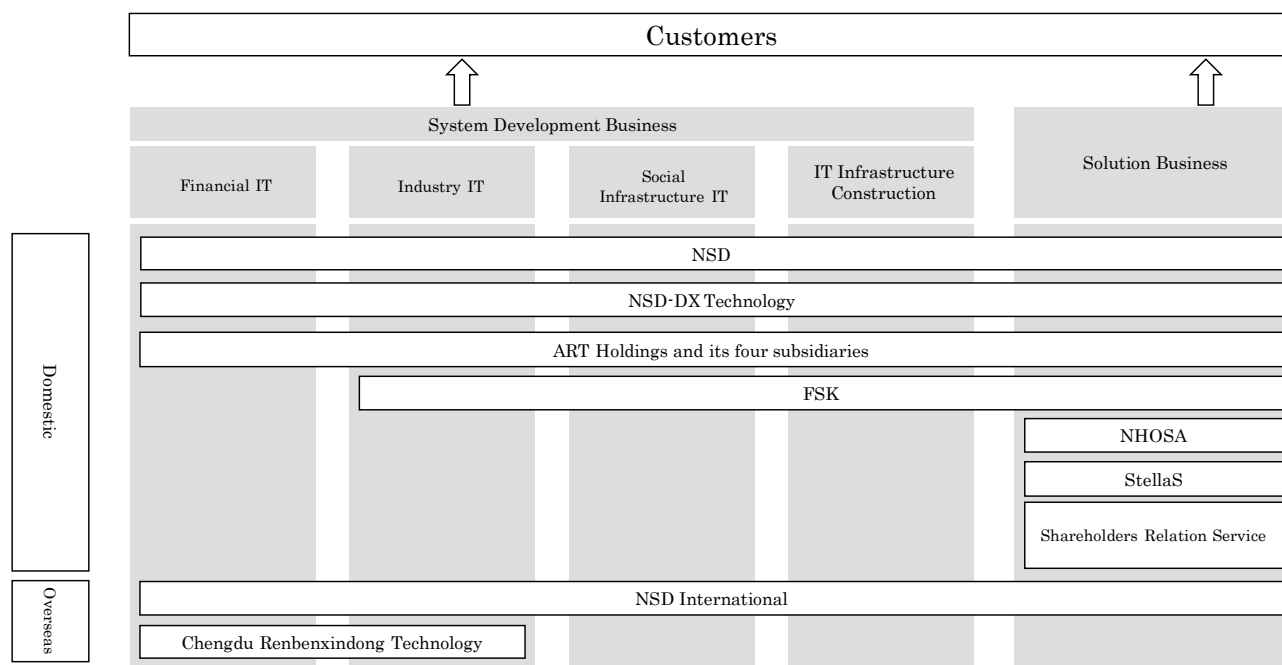 Customers
System Development Business
Solution Business
Financial IT
Industry IT
Social
Infrastructure IT
IT Infrastructure
Construction
Domestic
NSD
NSD-DX Technology
ART Holdings and its four subsidiaries
FSK
NHOSA
StellaS
Shareholders Relation Service
Overseas
NSD International
Chengdu Renbenxindong Technology